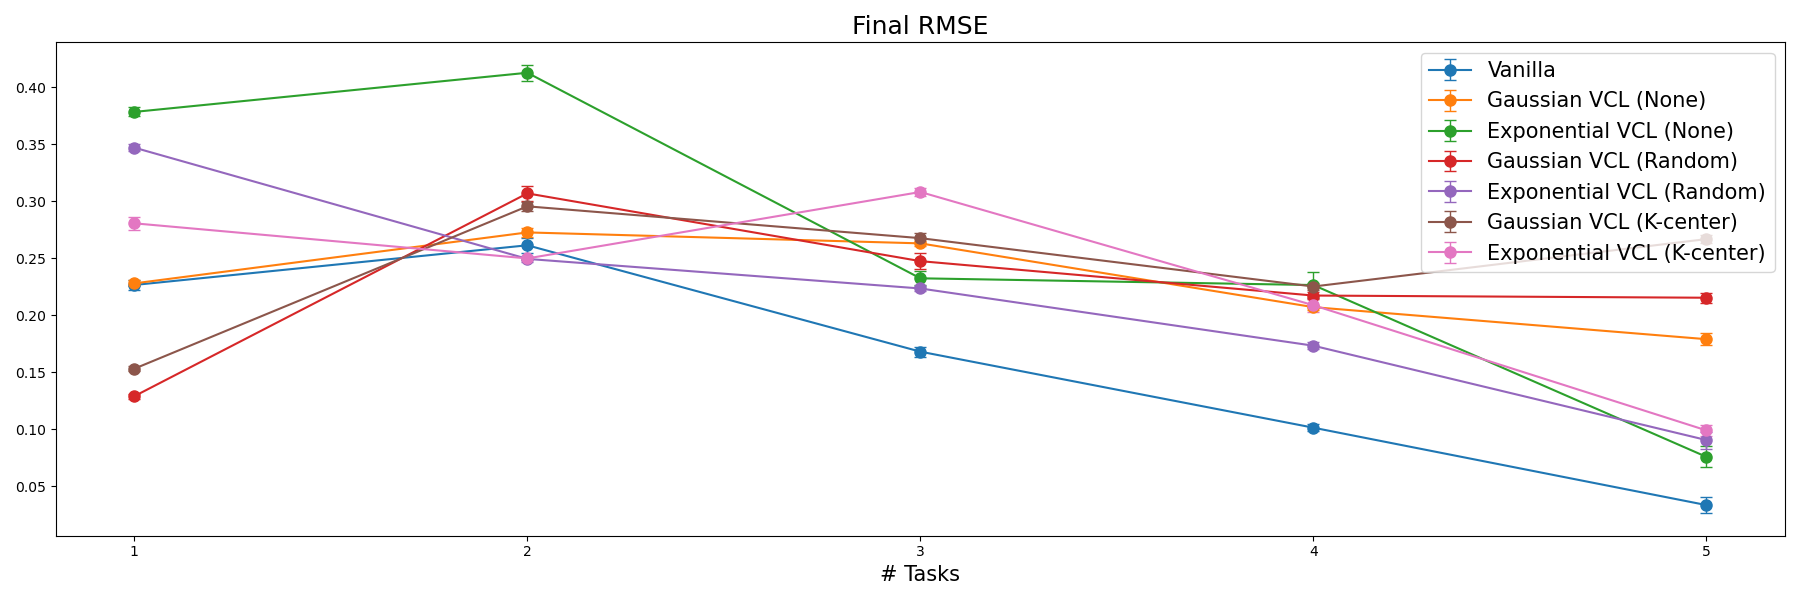 Final RMSE
0.40
0.35
0.30
0.25
0.20
0.15
0.10
0.05
Vanilla
Gaussian VCL (None)
Exponential VCL (None)
Gaussian VCL (Random)
Exponential VCL (Random)
Gaussian VCL (K-center)
Exponential VCL (K-center)
1 2 3 4 5
# Tasks